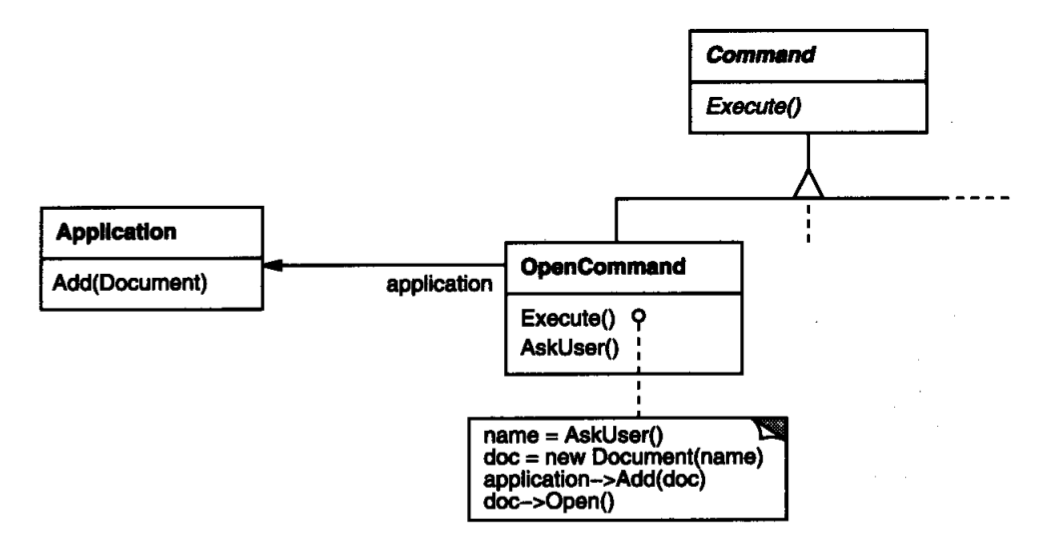 Command
Execute()
Application
Add(Document)
application
OpenCommand
Execute()
AskUser()
name = AskUser()
doc = new Document(name)
application–>Add(doc)
doc–>Open()